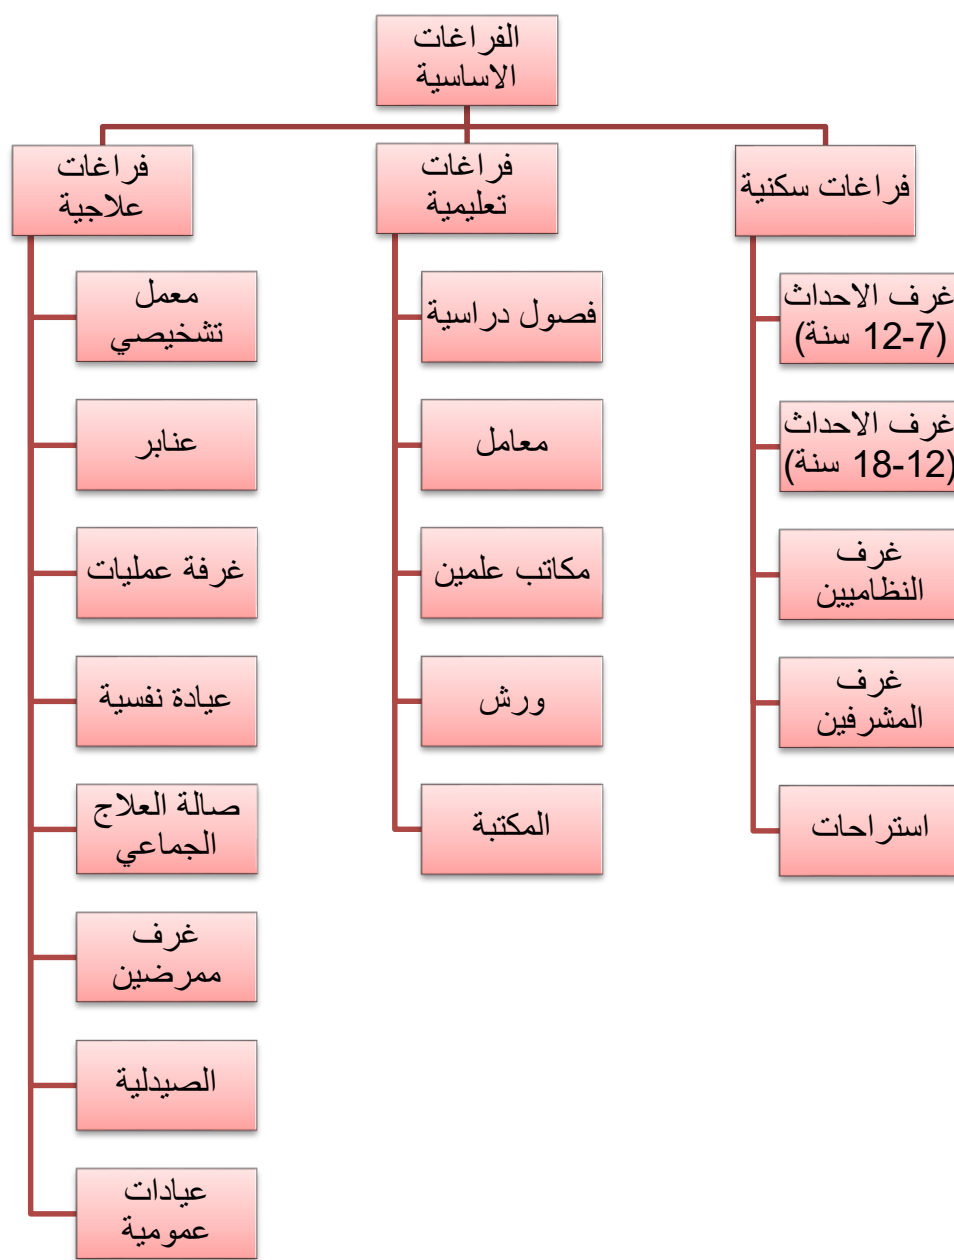 الفراغات
الاساسية
فراغات سكنية
غرف الاحداث
(7-12 سنة)
غرف الاحداث
(12-18 سنة)
غرف
النظاميين
غرف
المشرفين
استراحات
فراغات
تعليمية
فصول دراسية
معامل
مكاتب علمين
ورش
المكتبة
فراغات
علاجية
معمل
تشخيصي
عنابر
غرفة عمليات
عيادة نفسية
صالة العلاج
الجماعي
غرف
ممرضين
الصيدلية
عيادات
عمومية